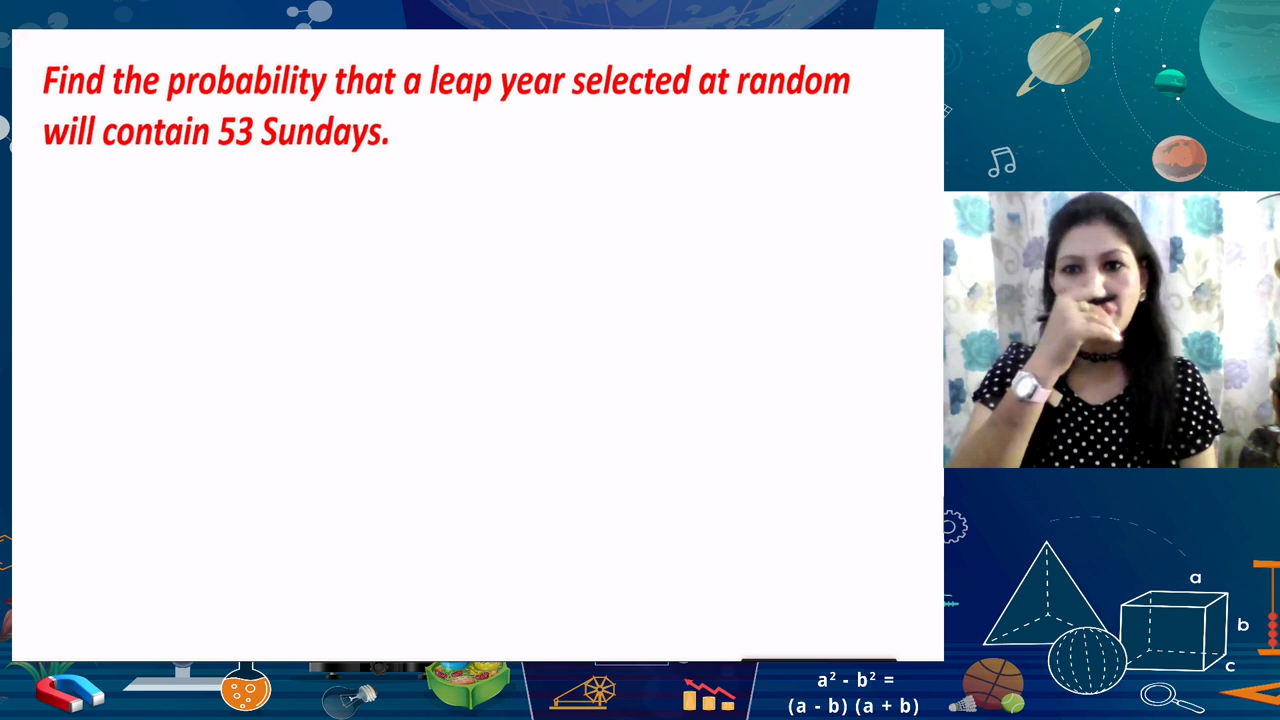 Find the probability that a leap year selected at random
will contain 53 Sundays.
a
b
c
a² - b² =
(a - b) (a + b)